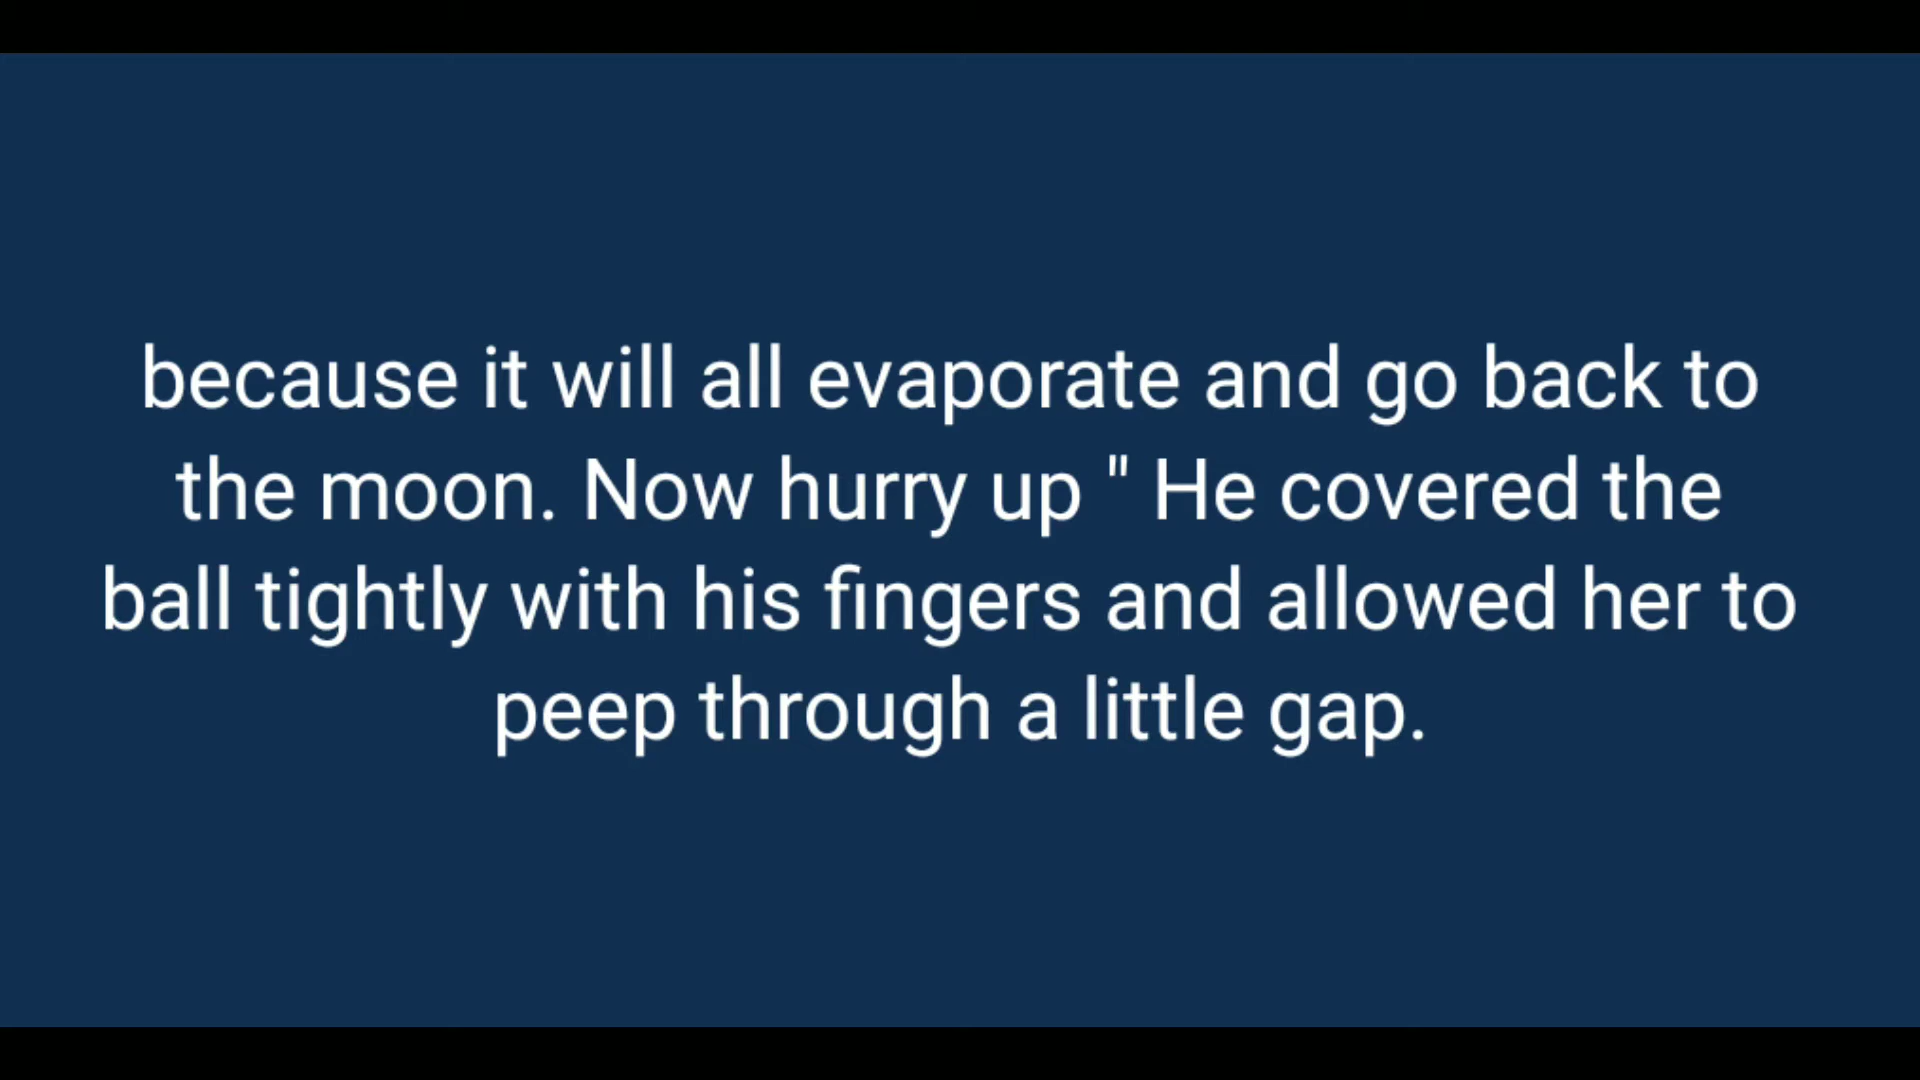 because it will all evaporate and go back to
the moon. Now hurry up " He covered the
ball tightly with his fingers and allowed her to
peep through a little gap.